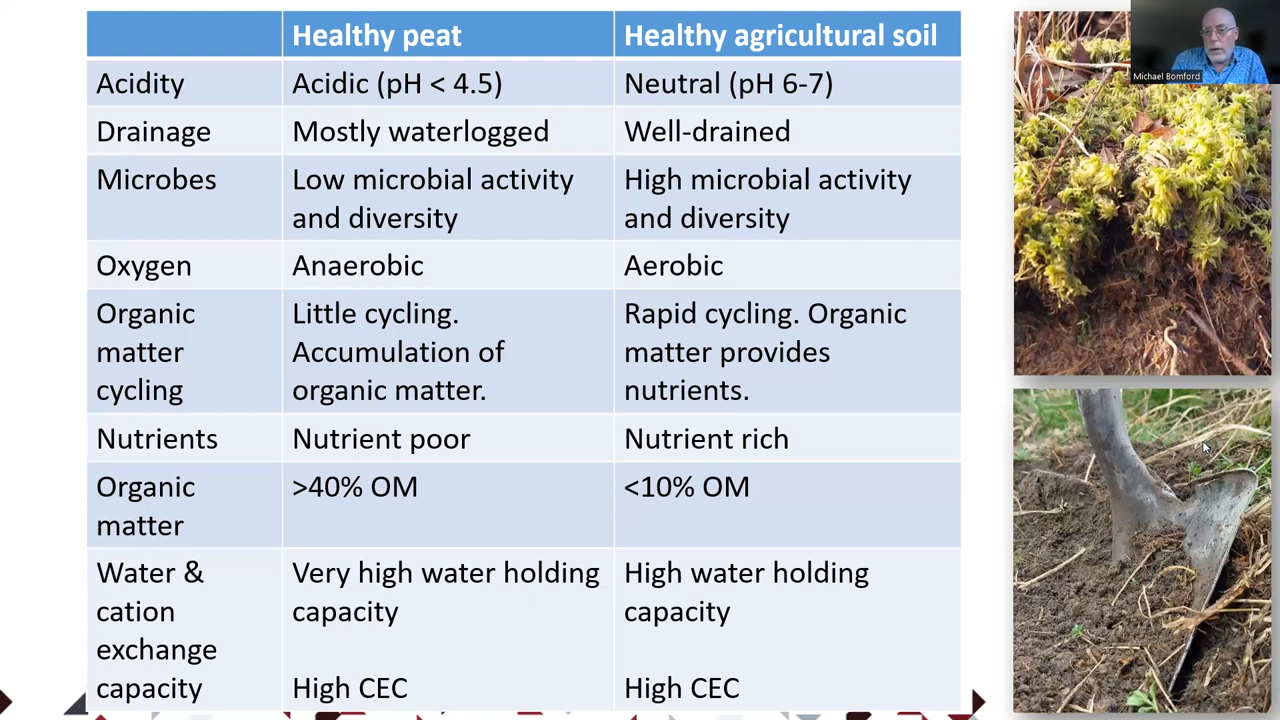 Healthy peat
Healthy agricultural soil
Acidity
Acidic (pH < 4.5)
Neutral (pH 6-7)
Drainage
Mostly waterlogged
Well-drained
Microbes
Low microbial activity
and diversity
High microbial activity
and diversity
Oxygen
Anaerobic
Aerobic
Organic
matter
cycling
Little cycling.
Accumulation of
organic matter.
Rapid cycling. Organic
matter provides
nutrients.
Nutrients
Nutrient poor
Nutrient rich
Organic
matter
>40% OM
<10% OM
Water &
cation
exchange
capacity
Very high water holding
capacity
High CEC
High water holding
capacity
High CEC
Michael Bomford